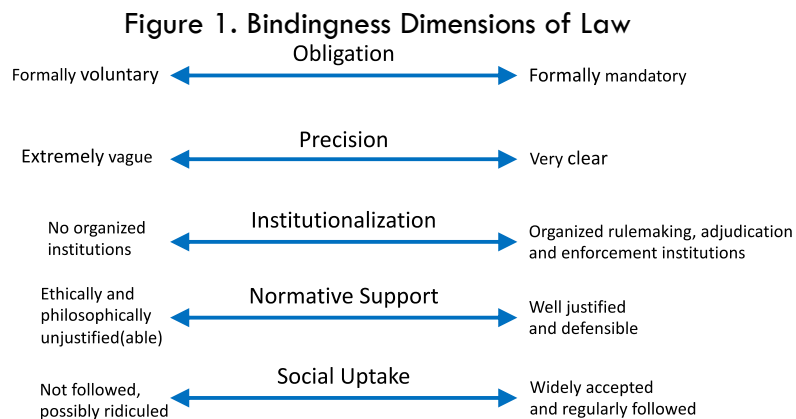 Figure 1. Bindingness Dimensions of Law
Obligation
Formally voluntary
Formally mandatory
Precision
Extremely vague
Very clear
Institutionalization
No organized
institutions
Organized rulemaking, adjudication
and enforcement institutions
Normative Support
Ethically and
philosophically
unjustified(able)
Well justified
and defensible
Social Uptake
Not followed,
possibly ridiculed
Widely accepted
and regularly followed